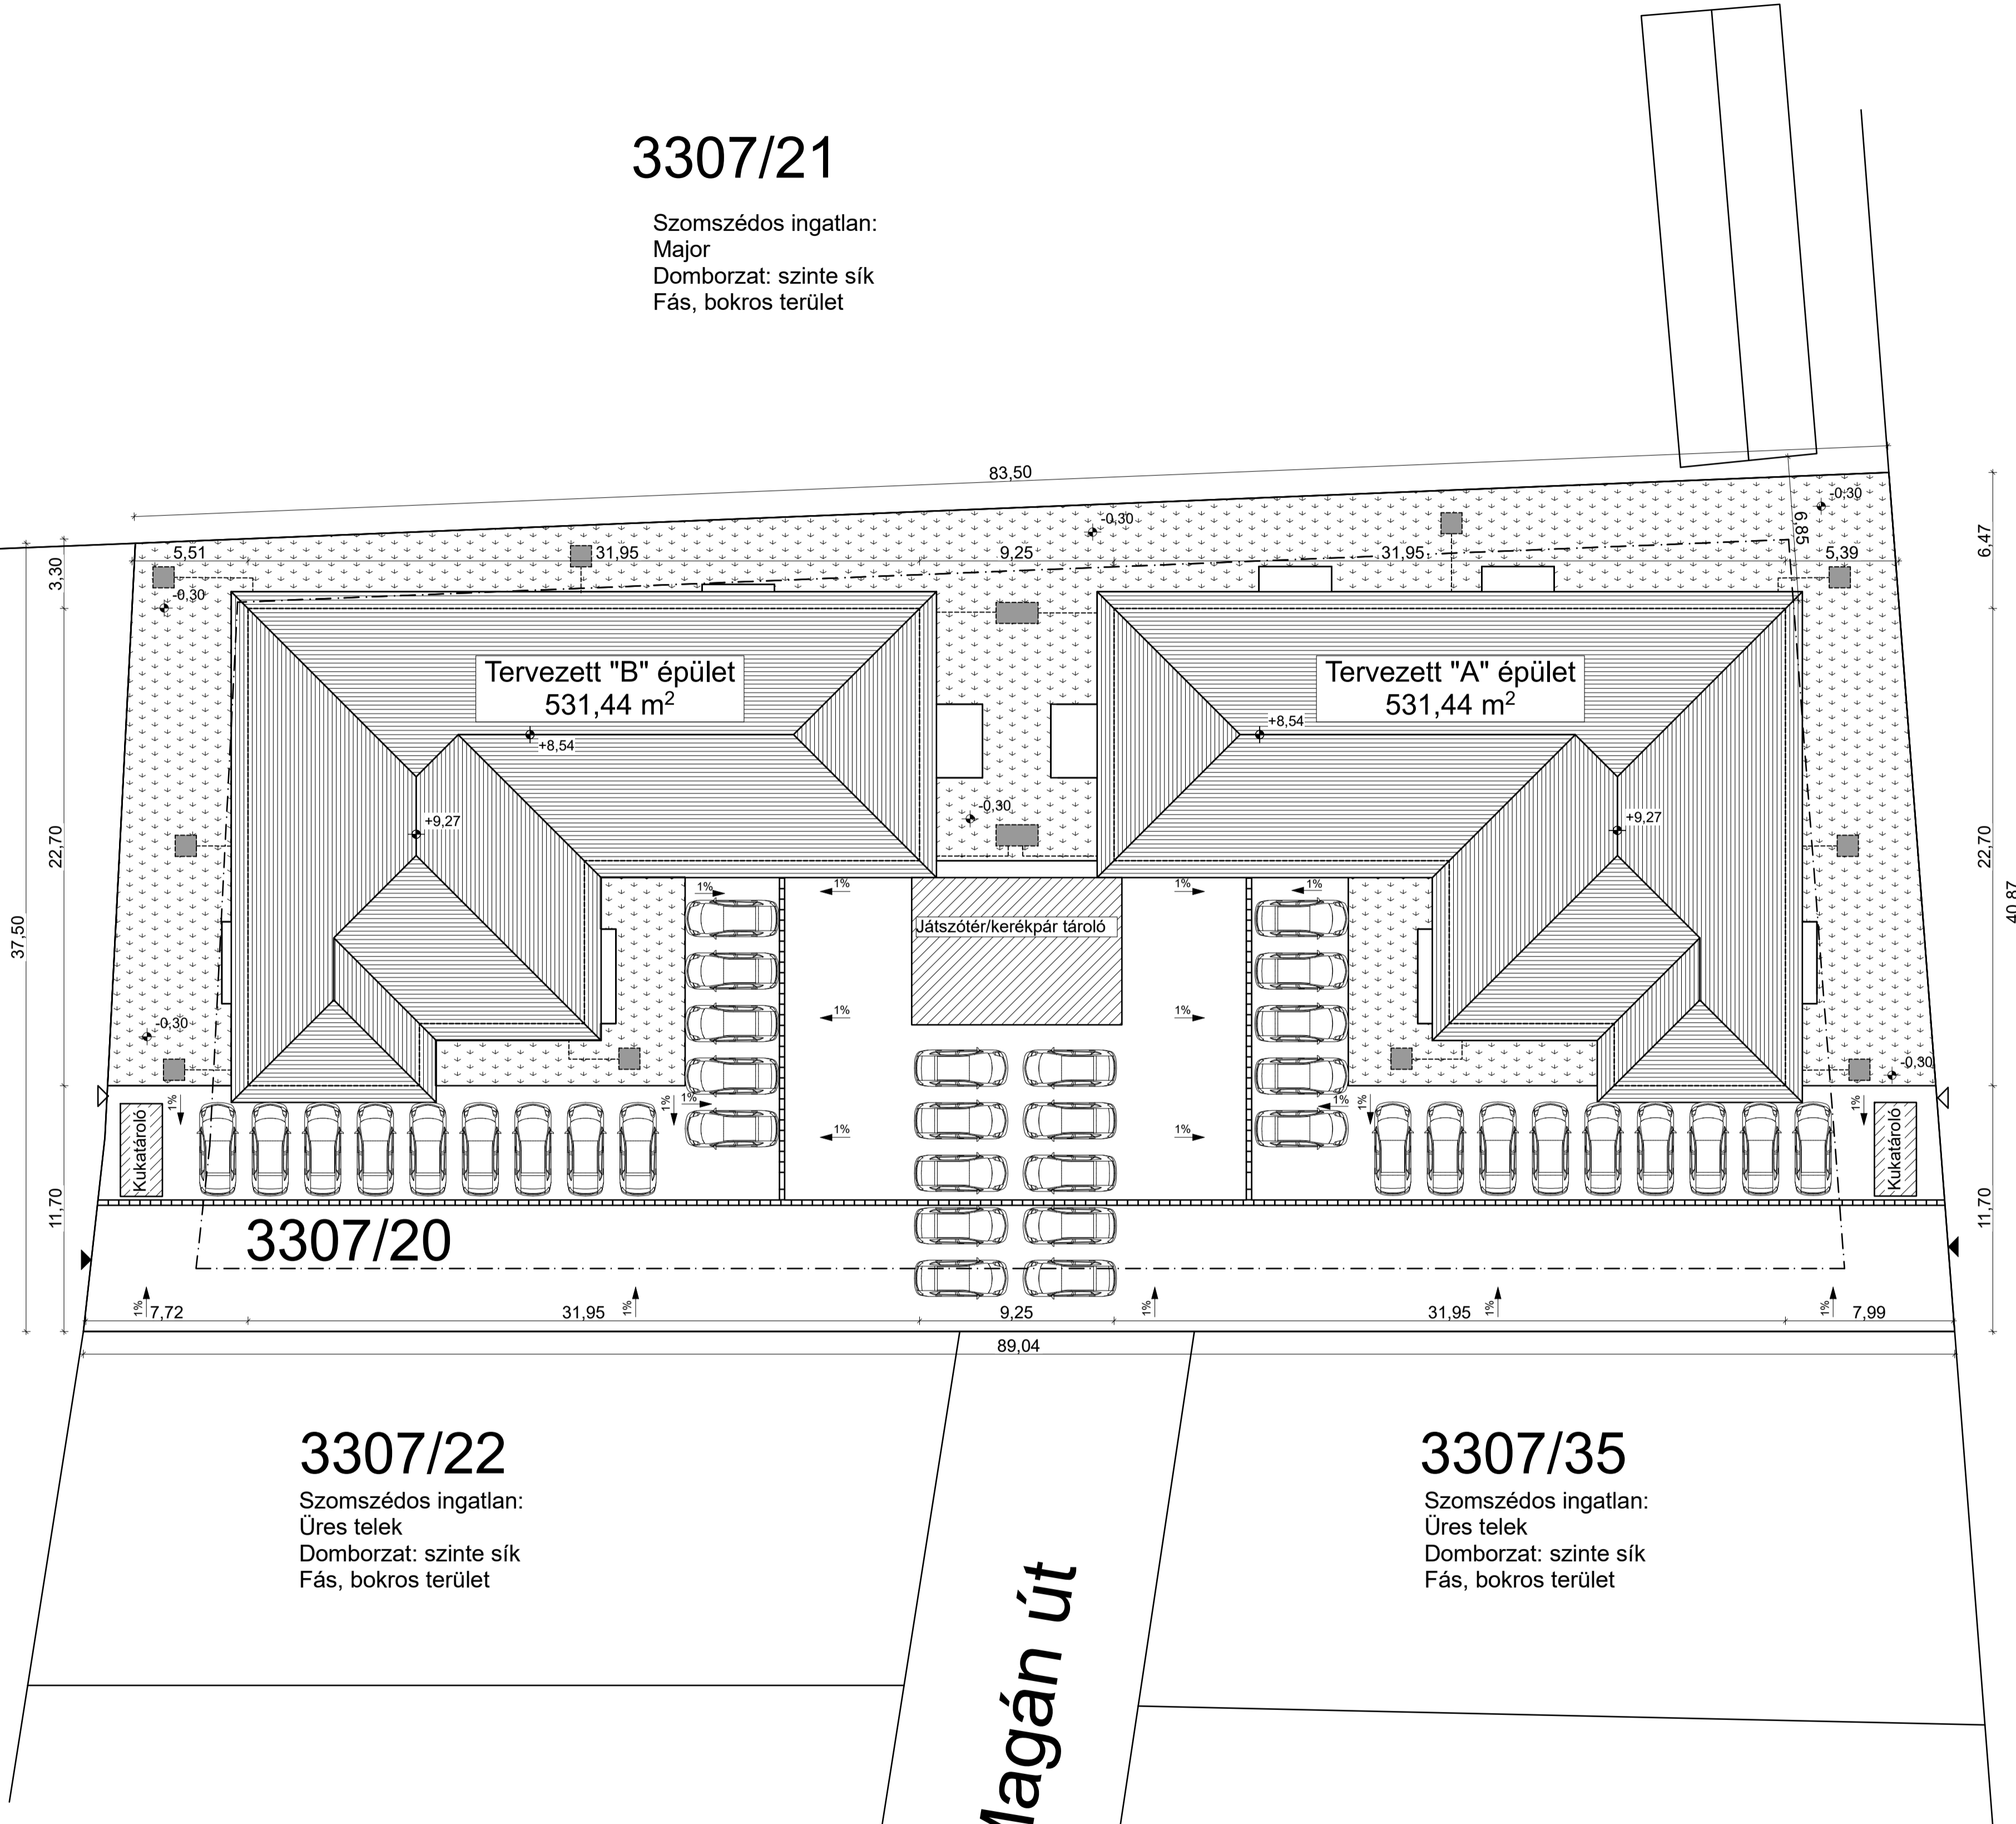 3307/21
Szomszédos ingatlan:
Major
Domborzat: szinte sík
Fás, bokros terület
83,50
5,51
31,95
9,25
31,95
5,39
6,85
-0,30
-0,30
-0,30
3,30
6,47
Tervezett "B" épület
531,44 m²
Tervezett "A" épület
531,44 m²
+8,54
+8,54
+9,27
+9,27
-0,30
22,70
22,70
37,50
40,87
1%
1%
1%
1%
Játszótér/kerékpár tároló
1%
1%
-0,30
-0,30
1%
1%
1%
1%
1%
1%
1%
1%
Kukatároló
Kukatároló
11,70
11,70
3307/20
1%
1%
1%
1%
1%
7,72
31,95
9,25
31,95
7,99
89,04
3307/22
Szomszédos ingatlan:
Üres telek
Domborzat: szinte sík
Fás, bokros terület
3307/35
Szomszédos ingatlan:
Üres telek
Domborzat: szinte sík
Fás, bokros terület
Magán út